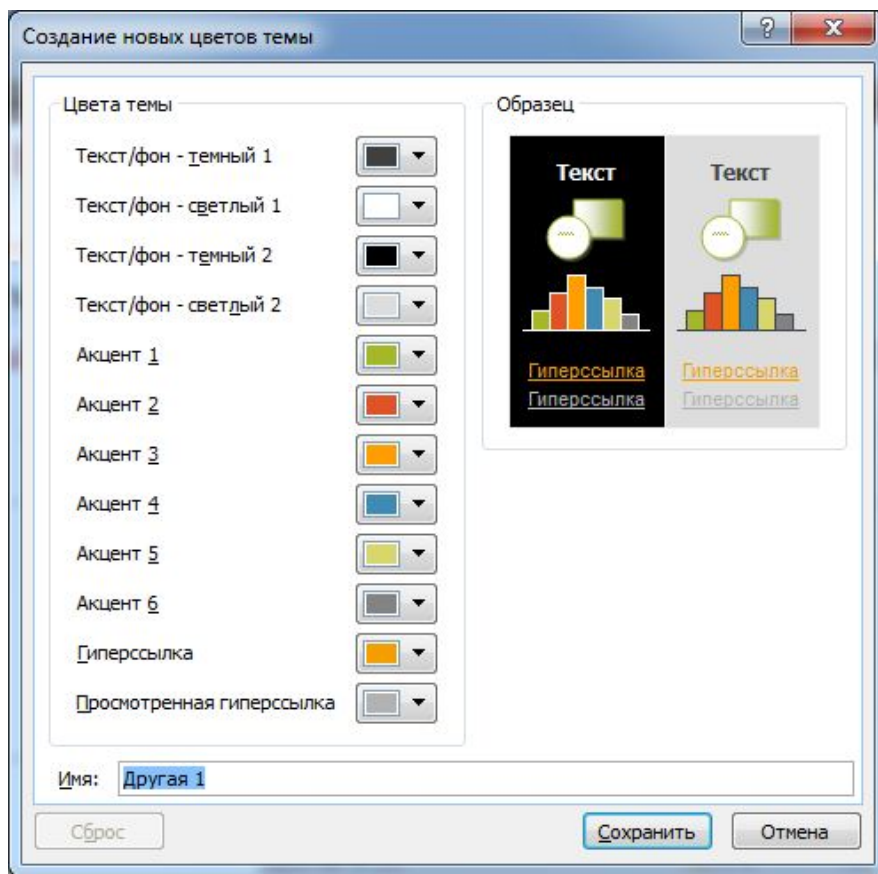 Создание новых цветов темы
?
X
Цвета темы
Текст/фон - темный 1
Текст/фон - светлый 1
Текст/фон - темный 2
Текст/фон - светлый 2
Акцент 1
Акцент 2
Акцент 3
Акцент 4
Акцент 5
Акцент 6
Гиперссылка
Просмотренная гиперссылка
Образец
Текст Текст
Гиперссылка Гиперссылка
Гиперссылка Гиперссылка
Имя: Другая 1
Сброс
Сохранить
Отмена